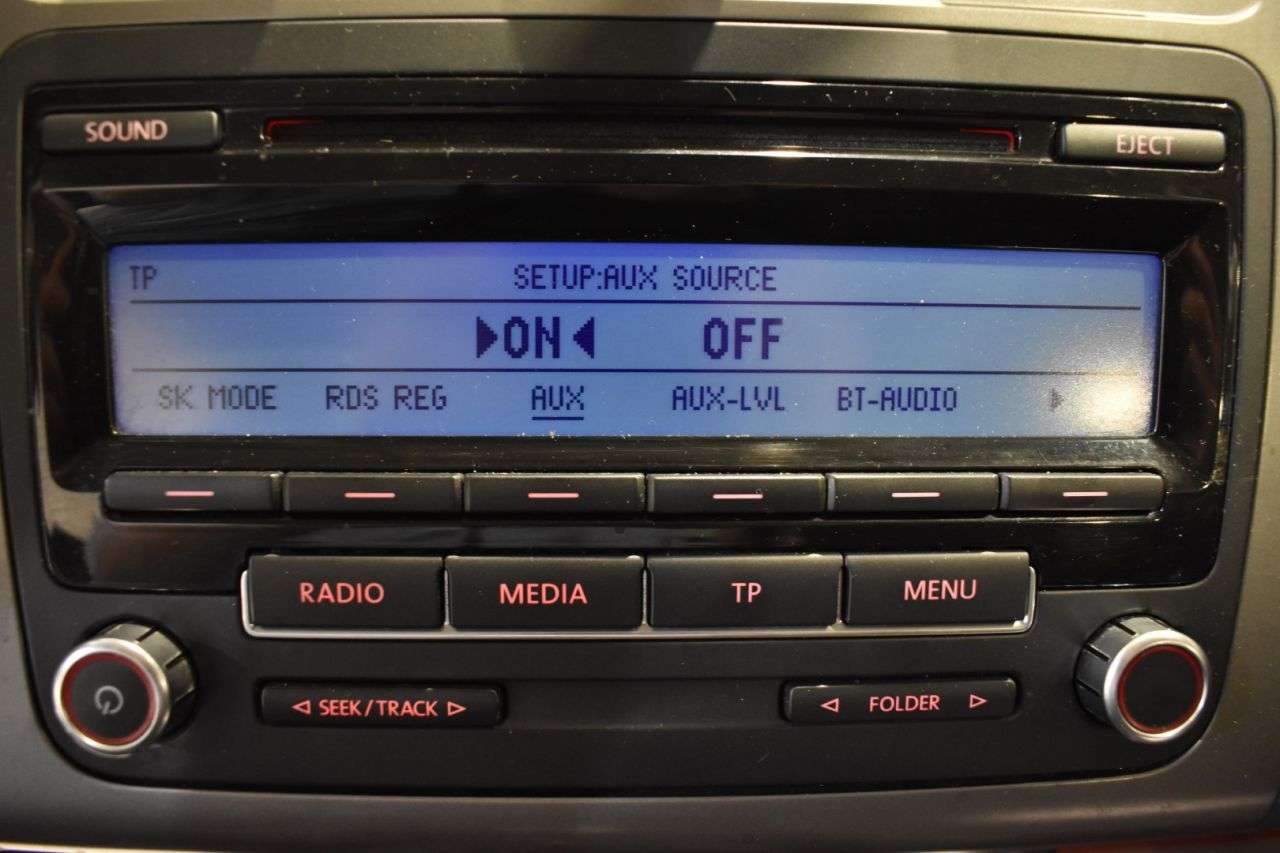 SOUND EJECT
TP SETUP:AUX SOURCE
ON OFF
SK MODE RDS REG AUX AUX-LVL BT-AUDIO
RADIO MEDIA TP MENU
SEEK/TRACK FOLDER